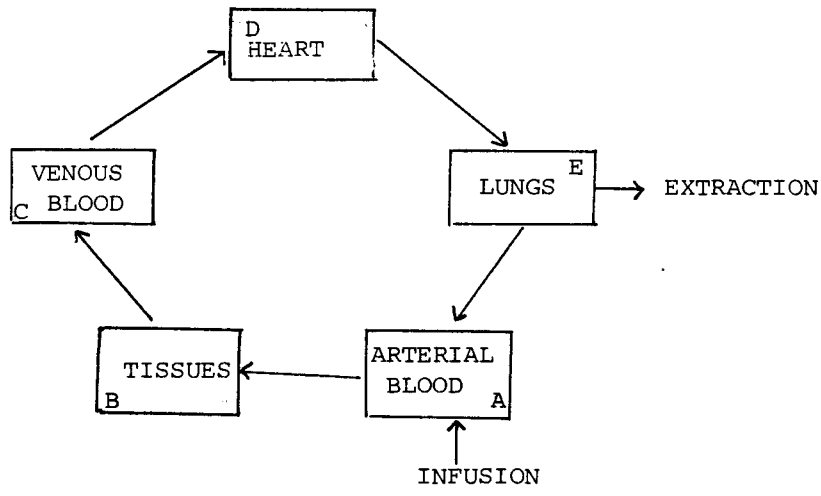 D
HEART
VENOUS
BLOOD
C
E
LUNGS
EXTRACTION
TISSUES
B
ARTERIAL
BLOOD
A
INFUSION